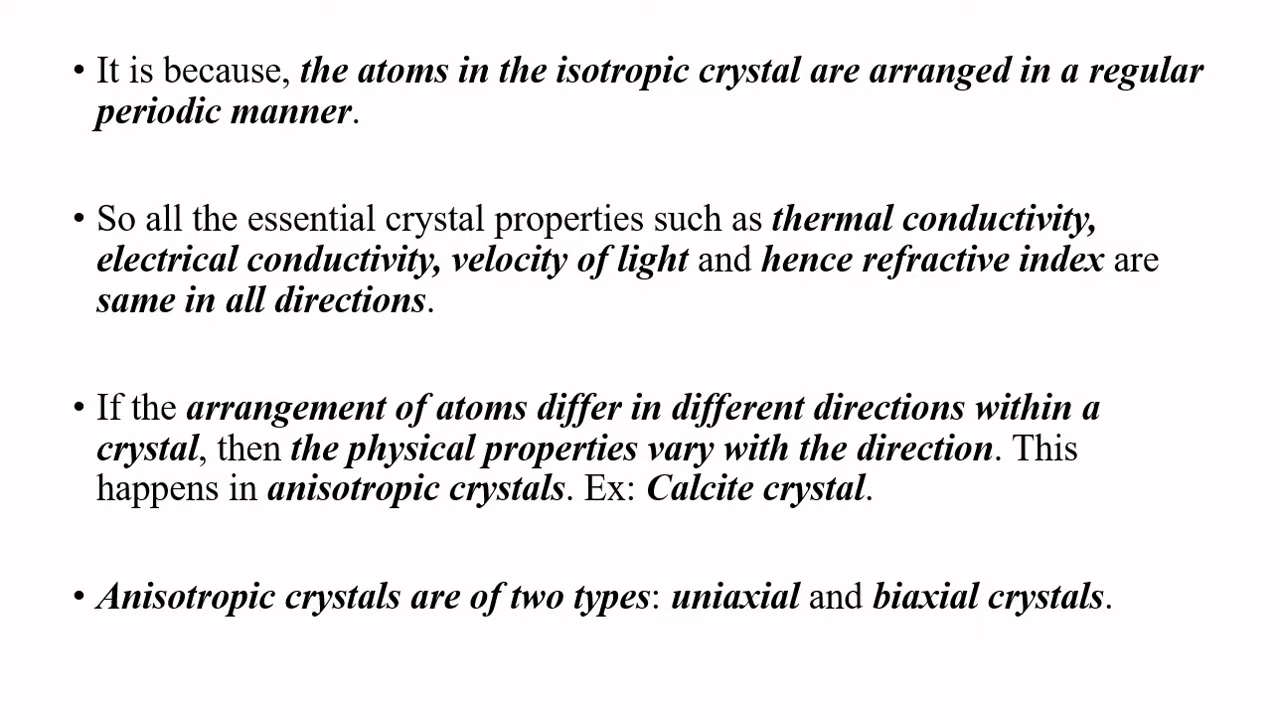 • It is because, the atoms in the isotropic crystal are arranged in a regular
periodic manner.
• So all the essential crystal properties such as thermal conductivity,
electrical conductivity, velocity of light and hence refractive index are
same in all directions.
• If the arrangement of atoms differ in different directions within a
crystal, then the physical properties vary with the direction. This
happens in anisotropic crystals. Ex: Calcite crystal.
• Anisotropic crystals are of two types: uniaxial and biaxial crystals.